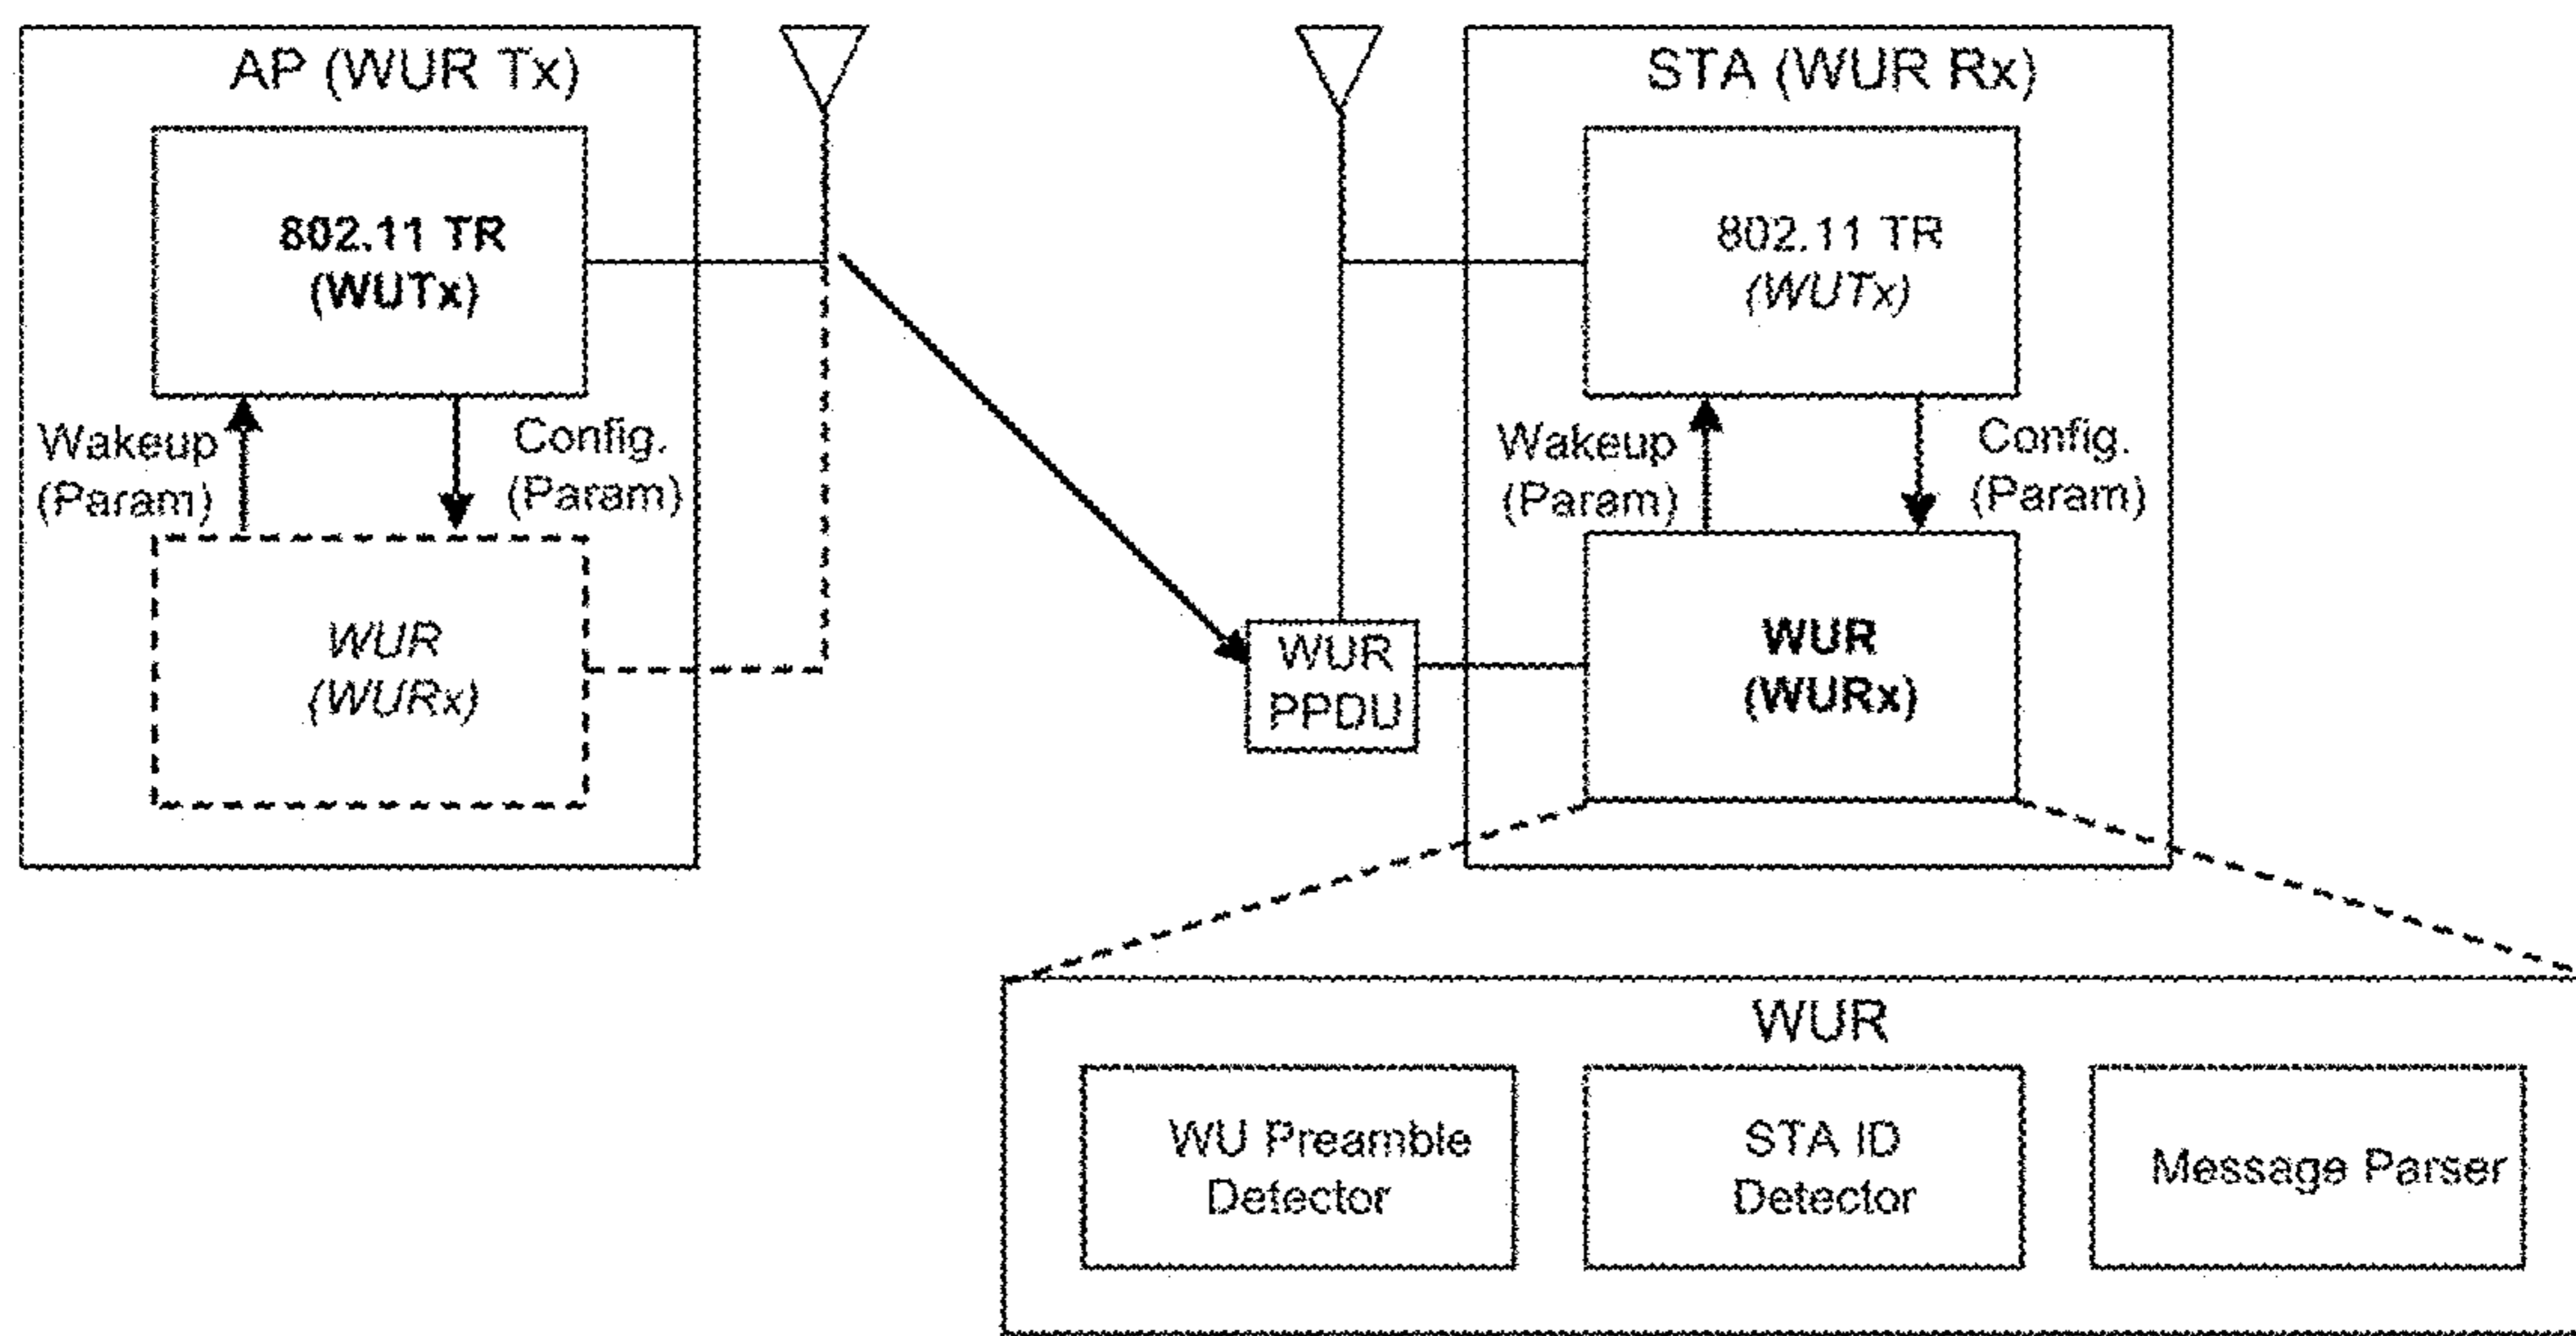 AP (WUR Tx)
802.11 TR
(WUTx)
Wakeup
(Param)
Config.
(Param)
WUR
(WURx)
STA (WUR Rx)
802.11 TR
(WUTx)
Wakeup
(Param)
Config.
(Param)
WUR
PPDU
WUR
(WURx)
WUR
WU Preamble
Detector
STA ID
Detector
Message Parser